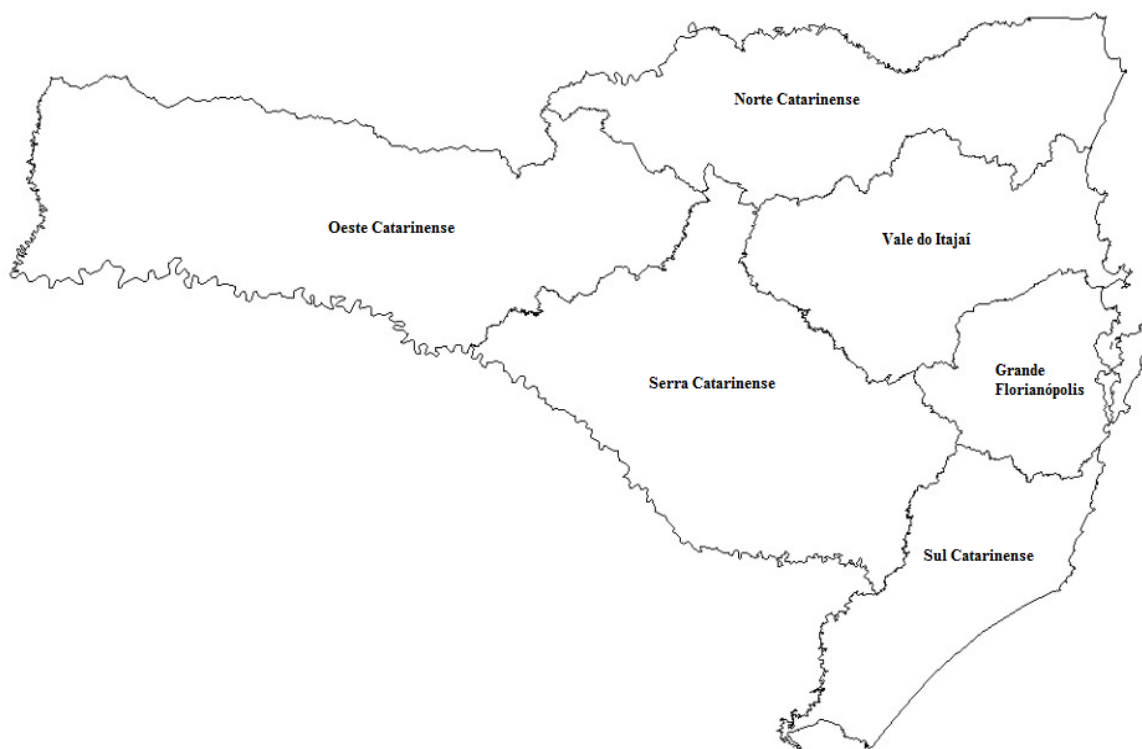 Norte Catarinense
Oeste Catarinense
Vale do Itajaí
Serra Catarinense
Grande
Florianópolis
Sul Catarinense